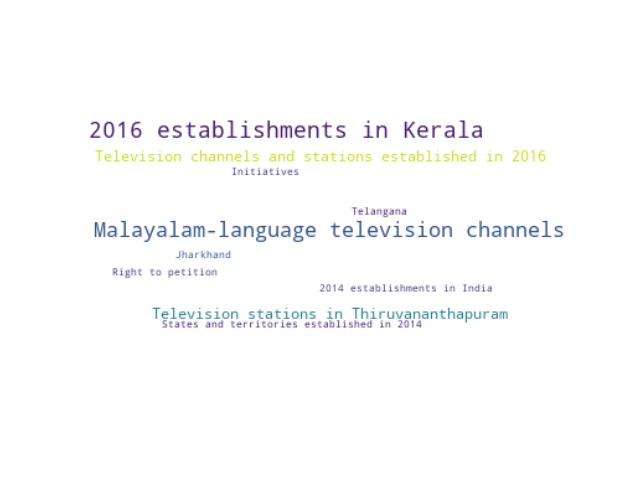 2016 establishments in Kerala
Television channels and stations established in 2016
Initiatives
Telangana
Malayalam-language television channels
Jharkhand
Right to petition
2014 establishments in India
Television stations in Thiruvananthapuram
States and territories established in 2014